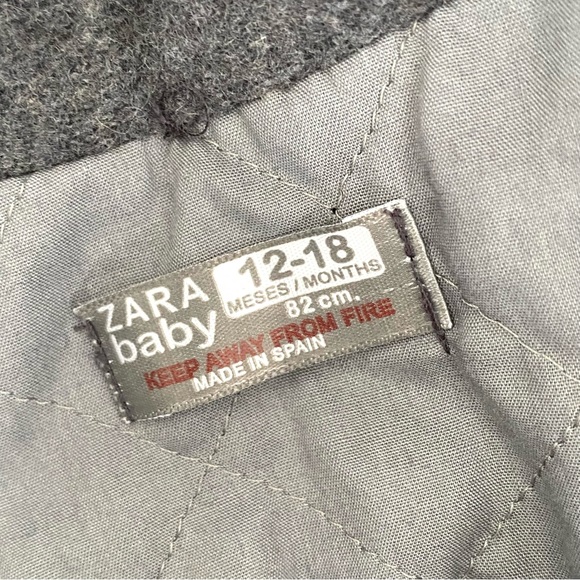 ZARA
baby
12-18
MESES / MONTHS
82 cm.
KEEP AWAY FROM FIRE
MADE IN SPAIN